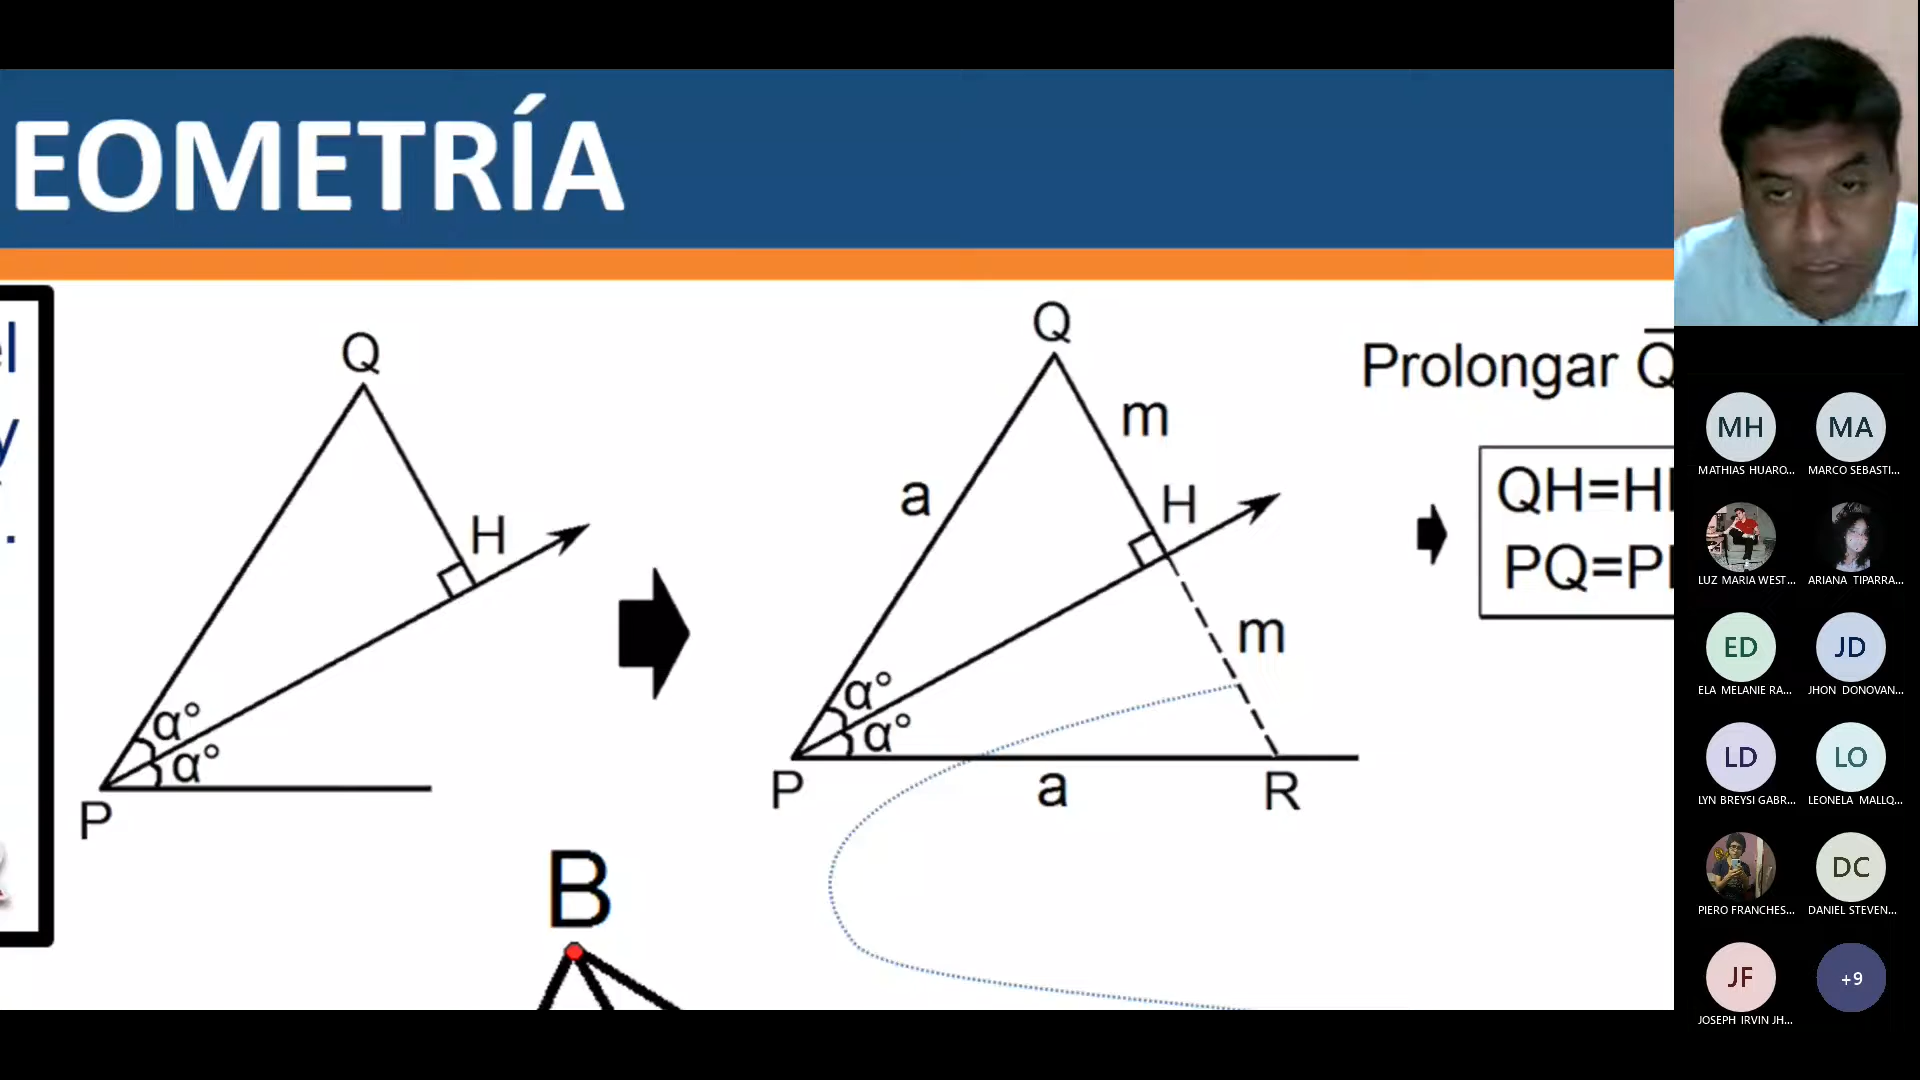 EOMETRÍA
el
y
.
Q
H
α°
α°
P
Q
m
a
H
m
α°
α°
P
a
R
Prolongar Q
QH=H
PQ=P
B
MH
MATHIAS HUARO...
MA
MARCO SEBASTI...
LUZ MARIA WEST...
ARIANA TIPARRA...
ED
ELA MELANIE RA...
JD
JHON DONOVAN...
LD
LYN BREYSI GABR...
LO
LEONELA MALLQ...
PIERO FRANCHES...
DC
DANIEL STEVEN...
JF
JOSEPH IRVIN JH...
+9